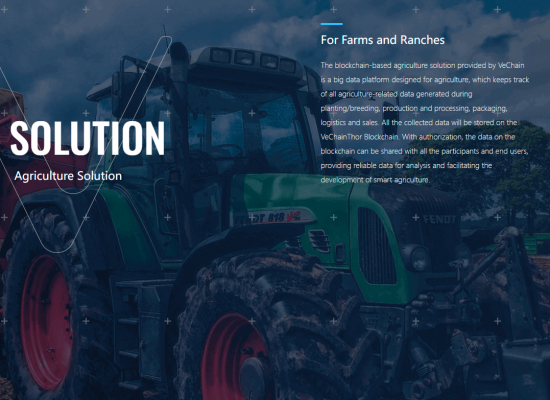 SOLUTION
Agriculture Solution
For Farms and Ranches
The blockchain-based agriculture solution provided by VeChain
is a big data platform designed for agriculture, which keeps track
of all agriculture-related data generated during
planting/breeding, production and processing, packaging,
logistics and sales. All the collected data will be stored on the
VeChainThor Blockchain. With authorization, the data on the
blockchain can be shared with all the participants and end users,
providing reliable data for analysis and facilitating the
development of smart agriculture.
818
FENDT